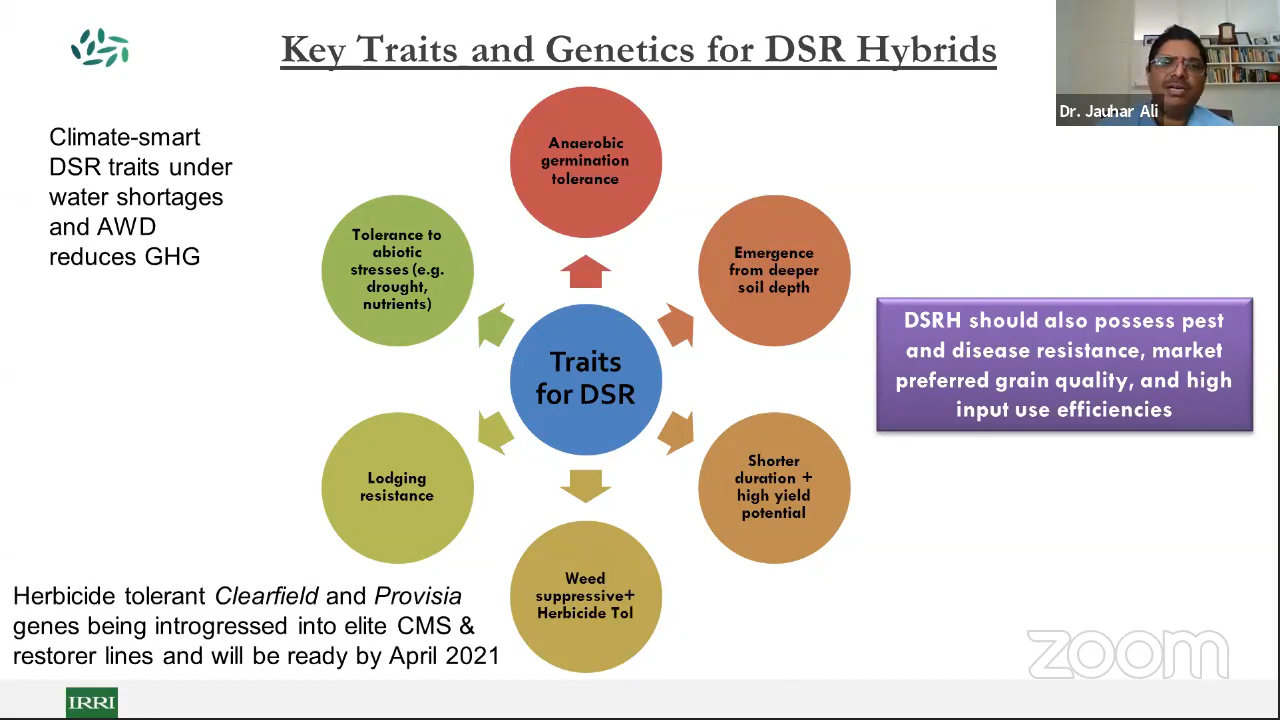 Key Traits and Genetics for DSR Hybrids
Dr. Jauhar Ali
Climate-smart
DSR traits under
water shortages
and AWD
reduces GHG
Anaerobic
germination
tolerance
Tolerance to
abiotic
stresses (e.g.
drought,
nutrients)
Emergence
from deeper
soil depth
Traits
for DSR
DSRH should also possess pest
and disease resistance, market
preferred grain quality, and high
input use efficiencies
Lodging
resistance
Shorter
duration +
high yield
potential
Weed
suppressive+
Herbicide Tol
Herbicide tolerant Clearfield and Provisia
genes being introgressed into elite CMS &
restorer lines and will be ready by April 2021
zoom
IRRI